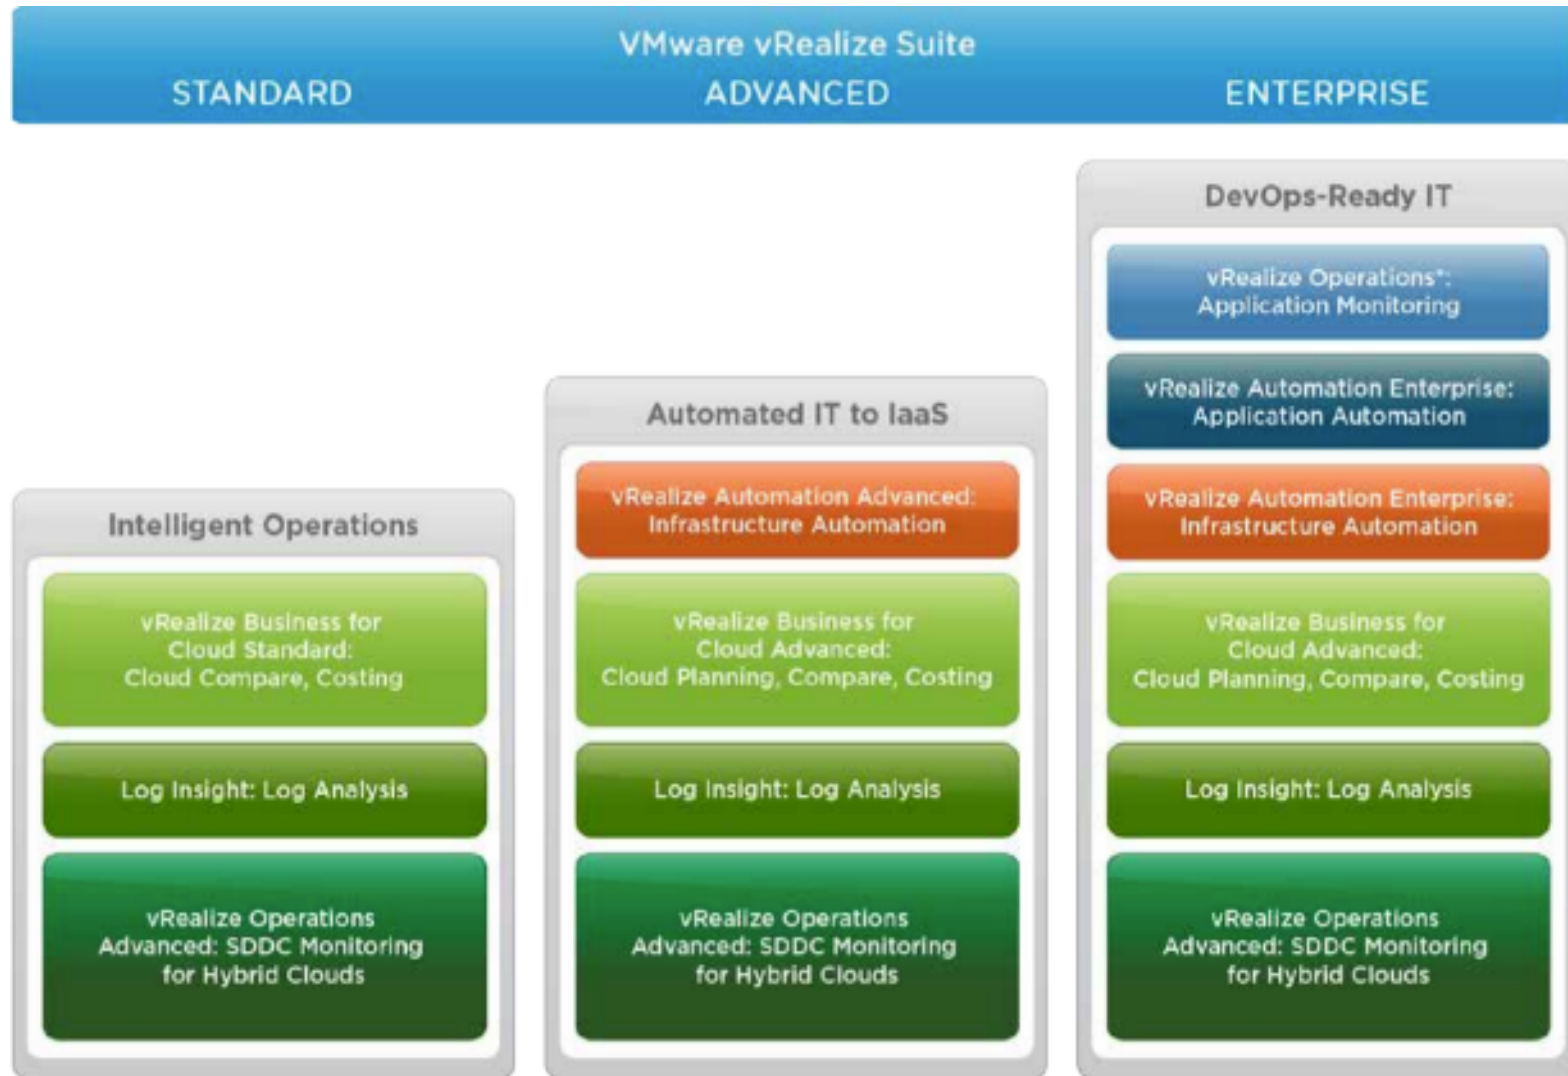 VMware vRealize Suite
STANDARD
ADVANCED
ENTERPRISE
Intelligent Operations
vRealize Business for
Cloud Standard:
Cloud Compare, Costing
Log Insight: Log Analysis
vRealize Operations
Advanced: SDDC Monitoring
for Hybrid Clouds
Automated IT to IaaS
vRealize Automation Advanced:
Infrastructure Automation
vRealize Business for
Cloud Advanced:
Cloud Planning, Compare, Costing
Log Insight: Log Analysis
vRealize Operations
Advanced: SDDC Monitoring
for Hybrid Clouds
DevOps-Ready IT
vRealize Operations*:
Application Monitoring
vRealize Automation Enterprise:
Application Automation
vRealize Automation Enterprise:
Infrastructure Automation
vRealize Business for
Cloud Advanced:
Cloud Planning, Compare, Costing
Log Insight: Log Analysis
vRealize Operations
Advanced: SDDC Monitoring
for Hybrid Clouds